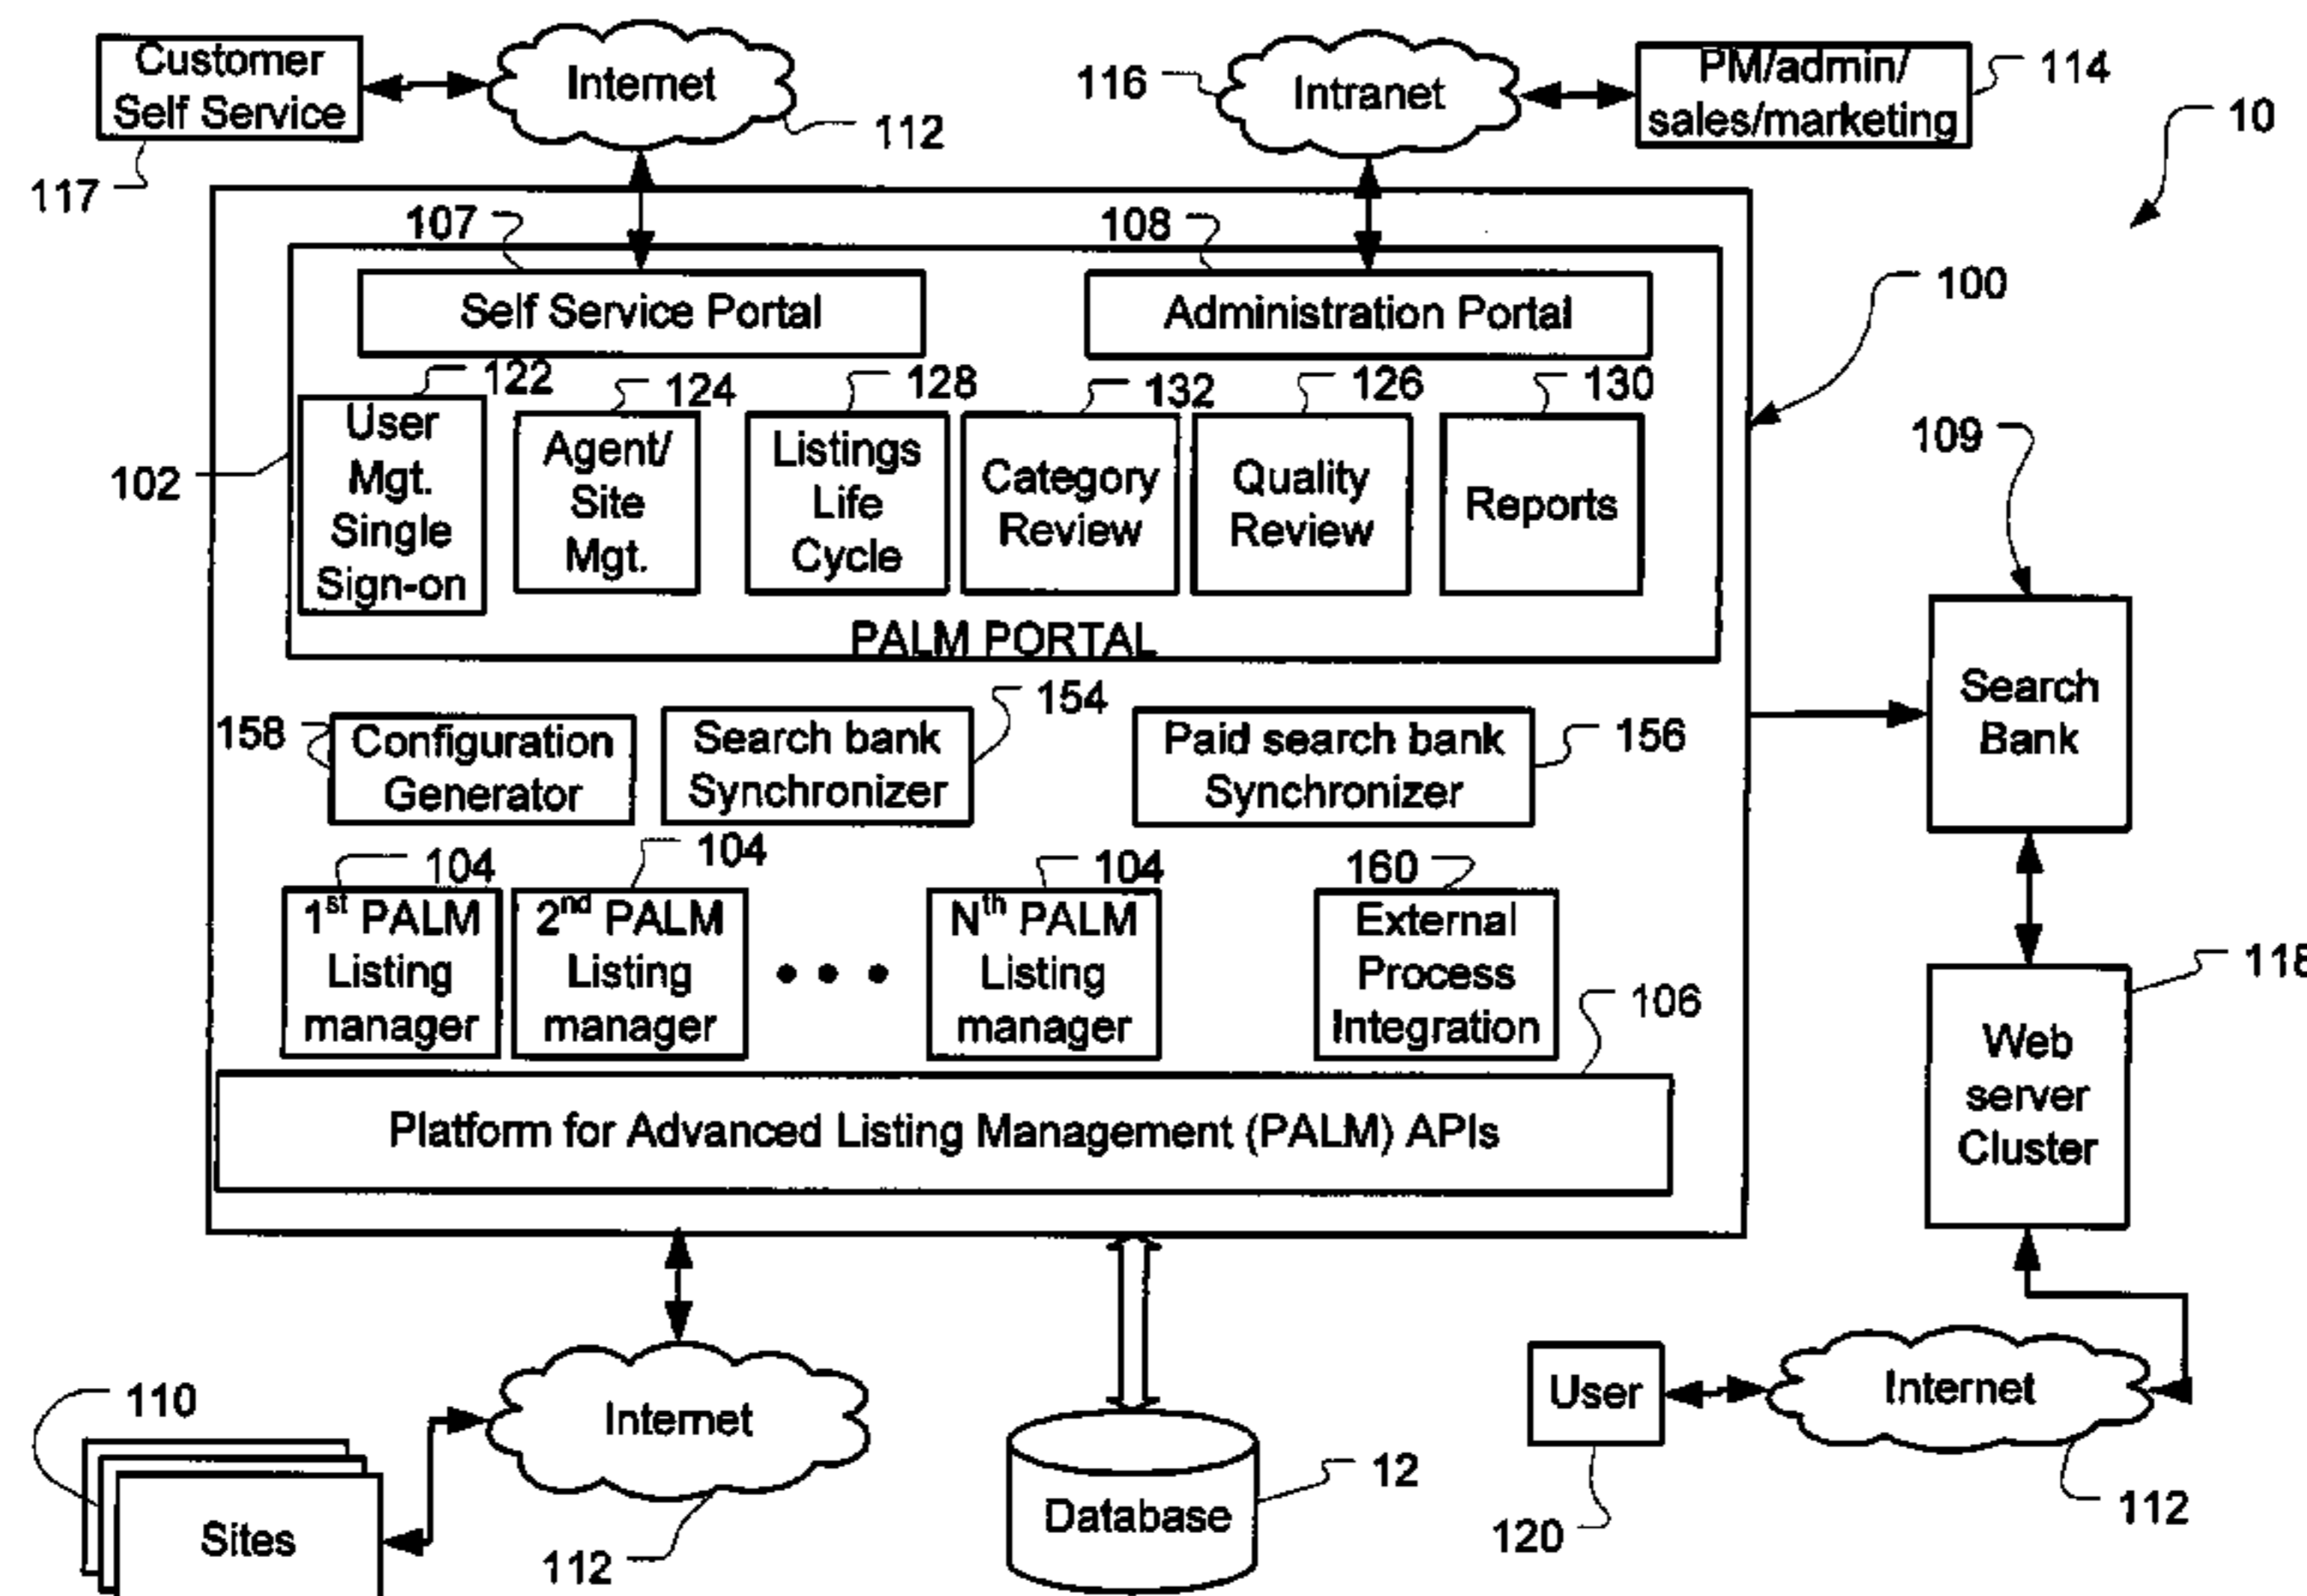 Customer
Self Service
117
Internet
112
116
Intranet
PM/admin/
sales/marketing
114
10
107
Self Service Portal
108
Administration Portal
100
102
122
User
Mgt.
Single
Sign-on
124
Agent/
Site
Mgt.
128
Listings
Life
Cycle
132
Category
Review
126
Quality
Review
130
Reports
PALM PORTAL
109
Search
Bank
158
Configuration
Generator
154
Search bank
Synchronizer
Paid search bank
Synchronizer
156
104
1st PALM
Listing
manager
104
2nd PALM
Listing
manager
• • •
104
Nth PALM
Listing
manager
160
External
Process
Integration
106
118
Web
server
Cluster
Platform for Advanced Listing Management (PALM) APIs
110
Sites
Internet
112
Database
12
User
120
Internet
112